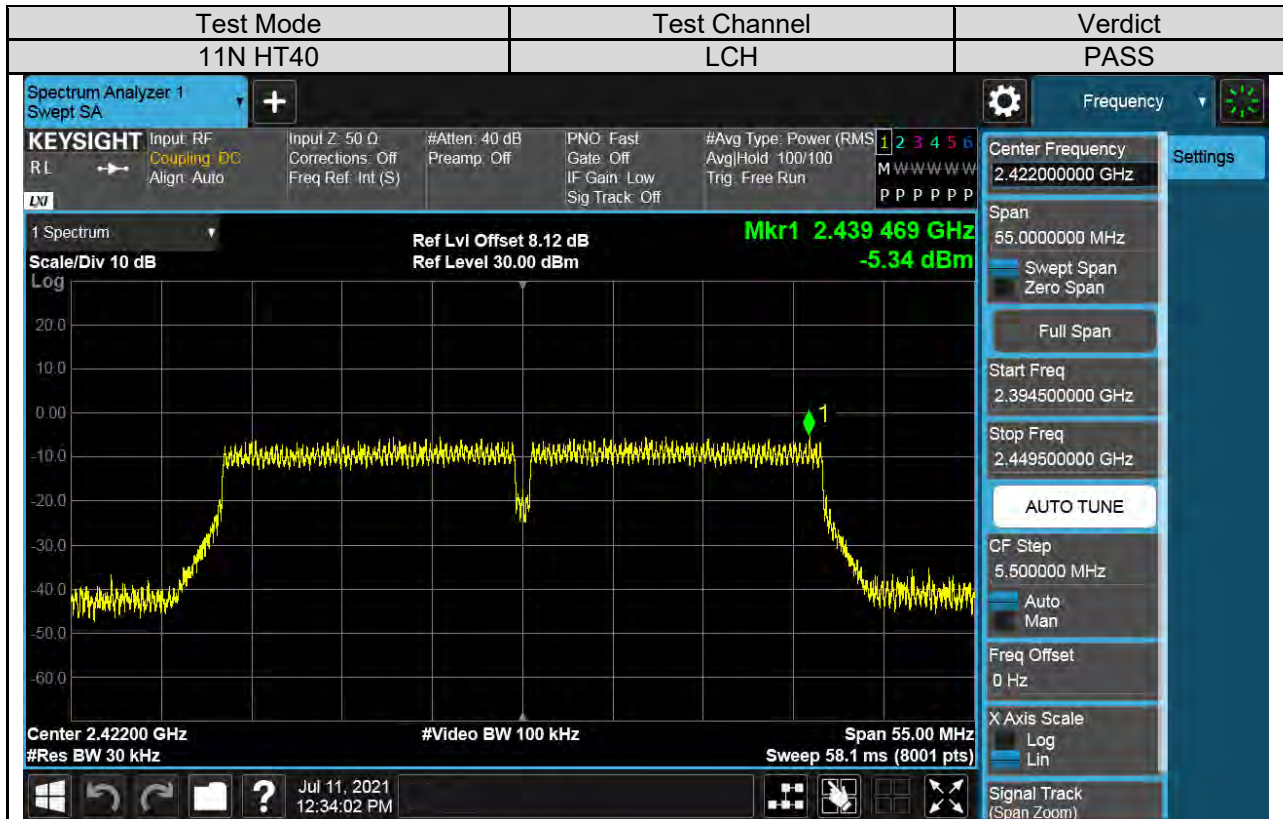 Test Mode Test Channel Verdict
11N HT40 LCH PASS
Spectrum Analyzer 1
Swept SA
+
Frequency
KEYSIGHT
RL
LXI
Input: RF
Coupling: DC
Align: Auto
Input Z: 50 Ω
Corrections: Off
Freq Ref: Int (S)
#Atten: 40 dB
Preamp: Off
PNO: Fast
Gate: Off
IF Gain: Low
Sig Track: Off
#Avg Type: Power (RMS
Avg|Hold: 100/100
Trig: Free Run
1 2 3 4 5 6
M W W W W W
P P P P P P
1 Spectrum
Scale/Div 10 dB
Log
Ref Lvl Offset 8.12 dB
Ref Level 30.00 dBm
Mkr1 2.439 469 GHz
-5.34 dBm
20.0
10.0
0.00
-10.0
-20.0
-30.0
-40.0
-50.0
-60.0
1
Center 2.42200 GHz
#Res BW 30 kHz
#Video BW 100 kHz
Span 55.00 MHz
Sweep 58.1 ms (8001 pts)
Center Frequency
2.422000000 GHz
Settings
Span
55.0000000 MHz
Swept Span
Zero Span
Full Span
Start Freq
2.394500000 GHz
Stop Freq
2.449500000 GHz
AUTO TUNE
CF Step
5.500000 MHz
Auto
Man
Freq Offset
0 Hz
X Axis Scale
Log
Lin
Signal Track
(Span Zoom)
?
Jul 11, 2021
12:34:02 PM